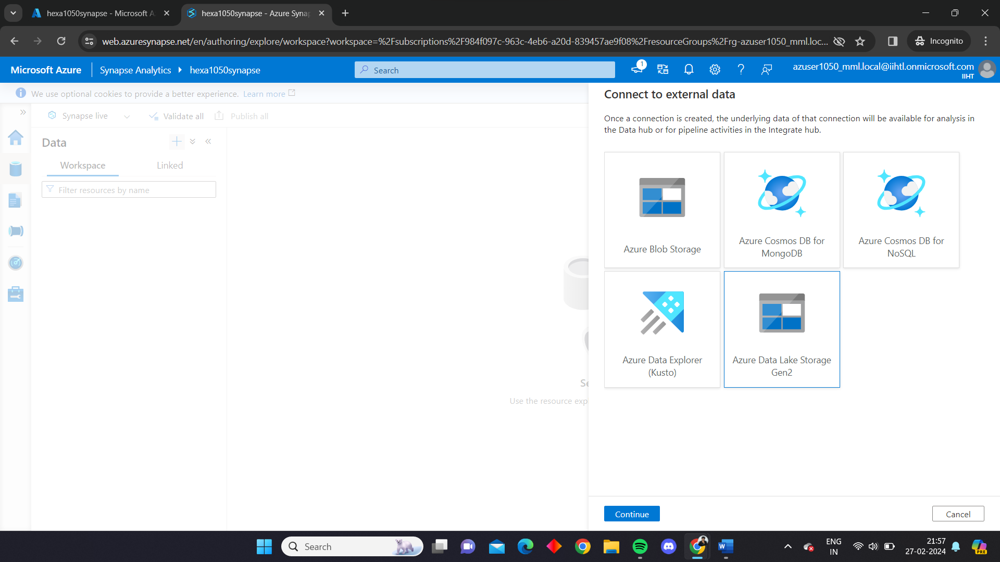 hexa1050synapse - Microsoft A
hexa1050synapse - Azure Synap
web.azuresynapse.net/en/authoring/explore/workspace?workspace=%2Fsubscriptions%2F984f097c-963c-4eb6-a20d-839457ae9f08%2FresourceGroups%2Frg-azuser1050_mml.loc...
Incognito
Microsoft Azure
Synapse Analytics
hexa1050synapse
Search
1
azuser1050_mml.local@iihtl.onmicrosoft.com
IIHT
We use optional cookies to provide a better experience. Learn more
Synapse live
Validate all
Publish all
Data
Workspace
Linked
Filter resources by name
Se
Use the resource exp
Connect to external data
Once a connection is created, the underlying data of that connection will be available for analysis in
the Data hub or for pipeline activities in the Integrate hub.
Azure Blob Storage
Azure Cosmos DB for
MongoDB
Azure Cosmos DB for
NoSQL
Azure Data Explorer
(Kusto)
Azure Data Lake Storage
Gen2
Continue
Cancel
Search
ENG
IN
21:57
27-02-2024
PRE